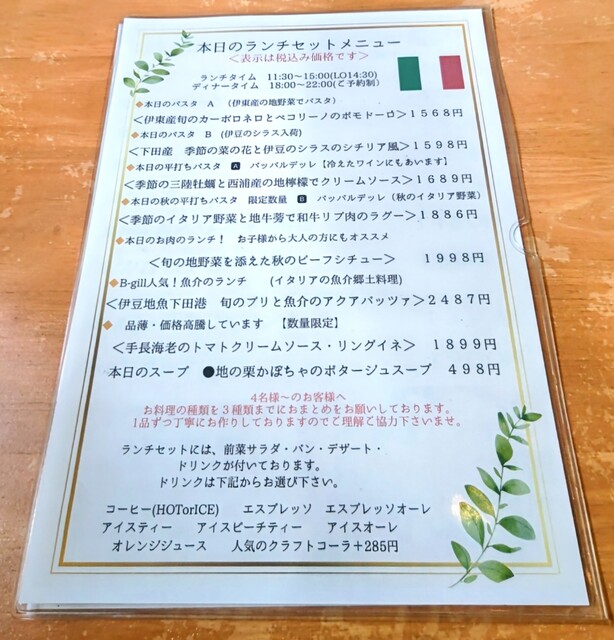 本日のランチセットメニュー
＜表示は税込み価格です＞
ランチタイム 11:30～15:00(LO14:30)
ディナータイム 18:00～22:00(ご予約制)
◆本日のパスタ A (伊東産の地野菜でパスタ)
＜伊東産旬のカーボロネロとペコリーノのポモドーロ＞1568円
◆本日のパスタ B (伊豆のシラス入荷)
＜下田産 季節の菜の花と伊豆のシラスのシチリア風＞1598円
◆本日の平打ちパスタ A パッパルデッレ【冷えたワインにもあいます】
＜季節の三陸牡蠣と西浦産の地檸檬でクリームソース＞1689円
◆本日の秋の平打ちパスタ 限定数量 B パッパルデッレ (秋のイタリア野菜)
＜季節のイタリア野菜と地牛蒡で和牛リブ肉のラグー＞1886円
◆本日のお肉のランチ！ お子様から大人の方にもオススメ
＜旬の地野菜を添えた秋のビーフシチュー＞ 1998円
◆B-gill人気！魚介のランチ (イタリアの魚介郷土料理)
＜伊豆地魚下田港 旬のブリと魚介のアクアパッツァ＞2487円
◆ 品薄・価格高騰しています 【数量限定】
＜手長海老のトマトクリームソース・リングイネ＞ 1899円
本日のスープ ●地の栗かぼちゃのポタージュスープ 498円
4名様～のお客様へ
お料理の種類を3種類までにおまとめをお願いしております。
1品ずつ丁寧にお作りしておりますのでご理解ご協力下さいませ。
ランチセットには、前菜サラダ・パン・デザート・
ドリンクが付いております。
ドリンクは下記からお選び下さい。
コーヒー(HOTorICE) エスプレッソ エスプレッソオーレ
アイスティー アイスピーチティー アイスオーレ
オレンジジュース 人気のクラフトコーラ+285円